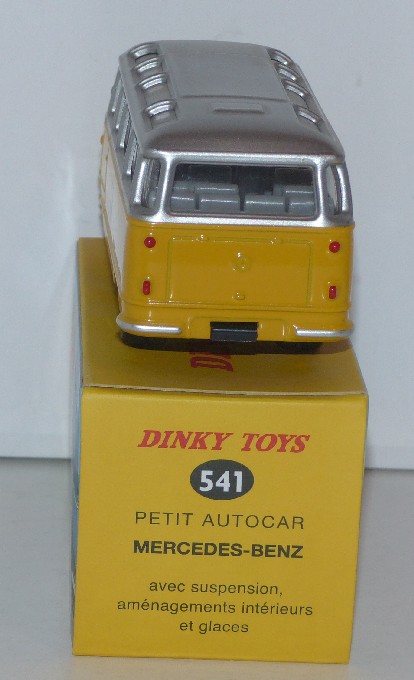 DINKY TOYS
541
PETIT AUTOCAR
MERCEDES-BENZ
avec suspension,
aménagements intérieurs
et glaces